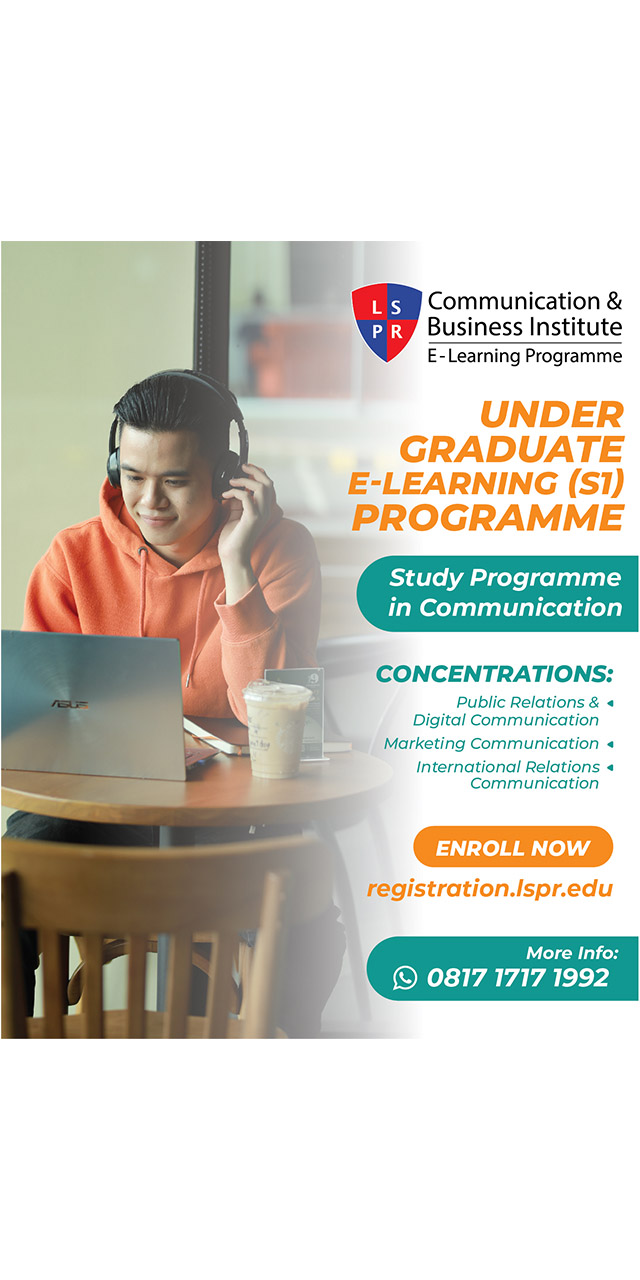 L S
P R
Communication &
Business Institute
E-Learning Programme
UNDER
GRADUATE
E-LEARNING (S1)
PROGRAMME
Study Programme
in Communication
CONCENTRATIONS:
Public Relations &
Digital Communication
Marketing Communication
International Relations
Communication
ENROLL NOW
registration.lspr.edu
More Info:
0817 1717 1992
ASUS